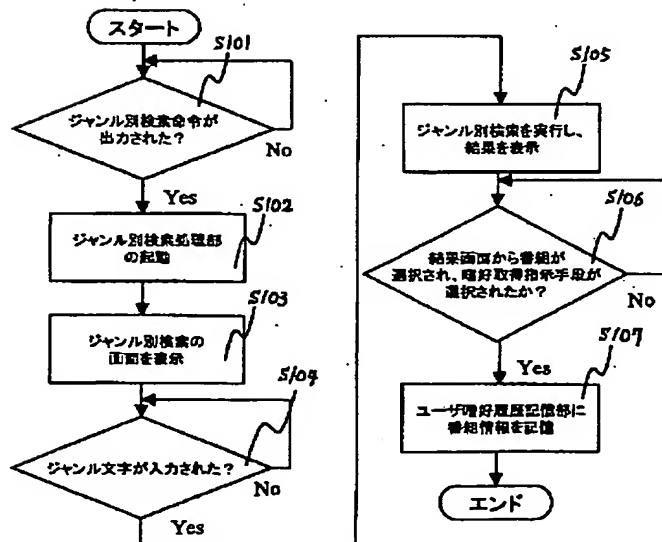 スタート
S101
ジャンル別検索命令が
出力された？
No
Yes
S102
ジャンル別検索処理部
の起動
S103
ジャンル別検索の
画面を表示
S104
ジャンル文字が入力された？
No
Yes
S105
ジャンル別検索を実行し、
結果を表示
S106
結果画面から番組が
選択され、嗜好取得指示手段が
選択されたか？
No
Yes
S107
ユーザ嗜好履歴記憶部に
番組情報を記憶
エンド